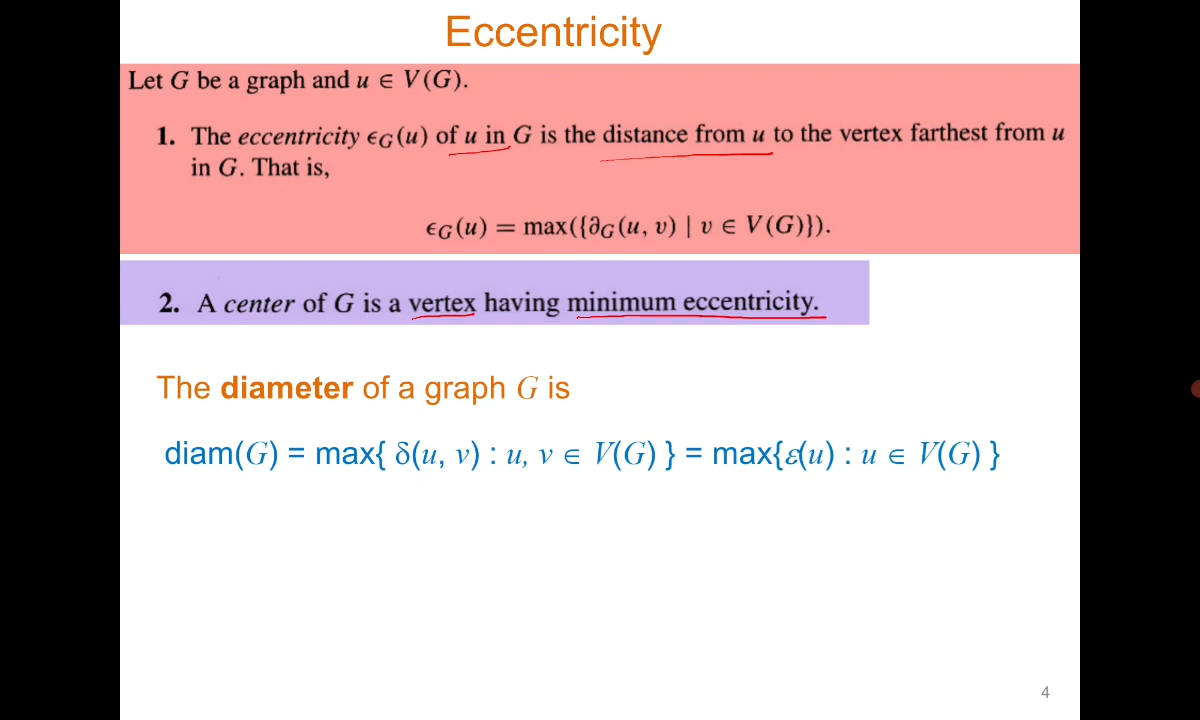 Eccentricity
Let G be a graph and u ∈ V(G).
1. The eccentricity ϵG(u) of u in G is the distance from u to the vertex farthest from u
in G. That is,
ϵG(u) = max({∂G(u, v) | v ∈ V(G)}).
2. A center of G is a vertex having minimum eccentricity.
The diameter of a graph G is
diam(G) = max{ δ(u, v) : u, v ∈ V(G) } = max{ε(u) : u ∈ V(G) }
4